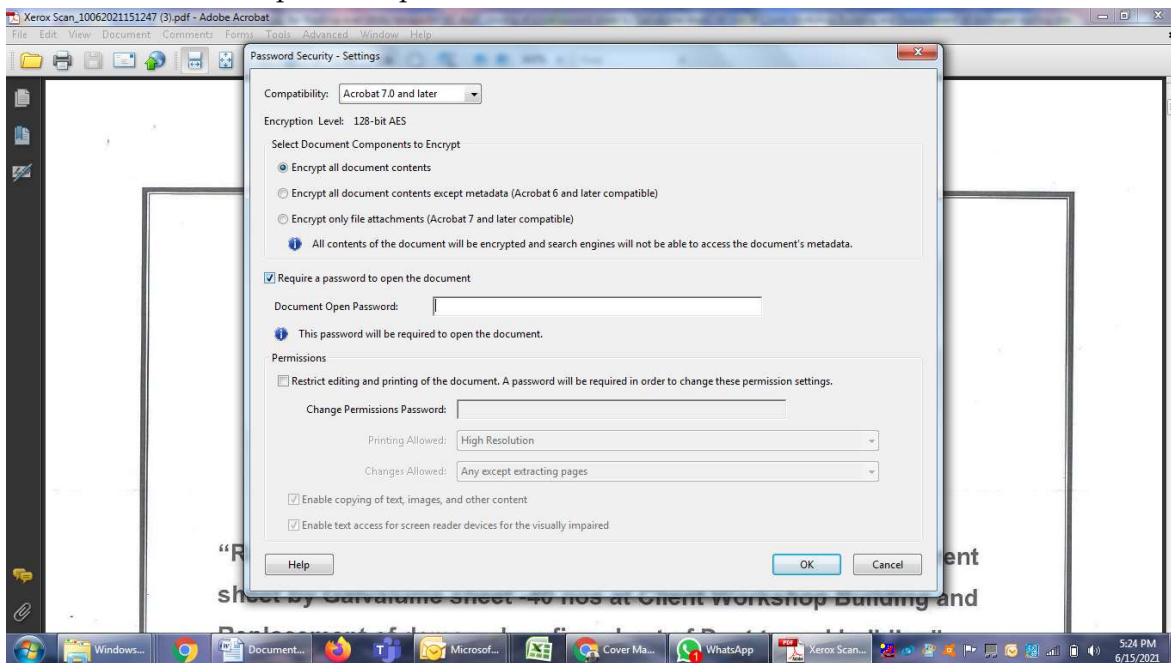 Xerox Scan_10062021151247 (3).pdf - Adobe Acrobat
File Edit View Document Comments Forms Tools Advanced Window Help
Password Security - Settings
Compatibility: Acrobat 7.0 and later
Encryption Level: 128-bit AES
Select Document Components to Encrypt
Encrypt all document contents
Encrypt all document contents except metadata (Acrobat 6 and later compatible)
Encrypt only file attachments (Acrobat 7 and later compatible)
All contents of the document will be encrypted and search engines will not be able to access the document's metadata.
Require a password to open the document
Document Open Password:
This password will be required to open the document.
Permissions
Restrict editing and printing of the document. A password will be required in order to change these permission settings.
Change Permissions Password:
Printing Allowed: High Resolution
Changes Allowed: Any except extracting pages
Enable copying of text, images, and other content
Enable text access for screen reader devices for the visually impaired
Help OK Cancel
“R ent
sheet by Galvalume sheet -40 nos at Client Workshop Building and
Windows... Document... Microsof... Cover Ma... WhatsApp Xerox Scan... 5:24 PM
6/15/2021